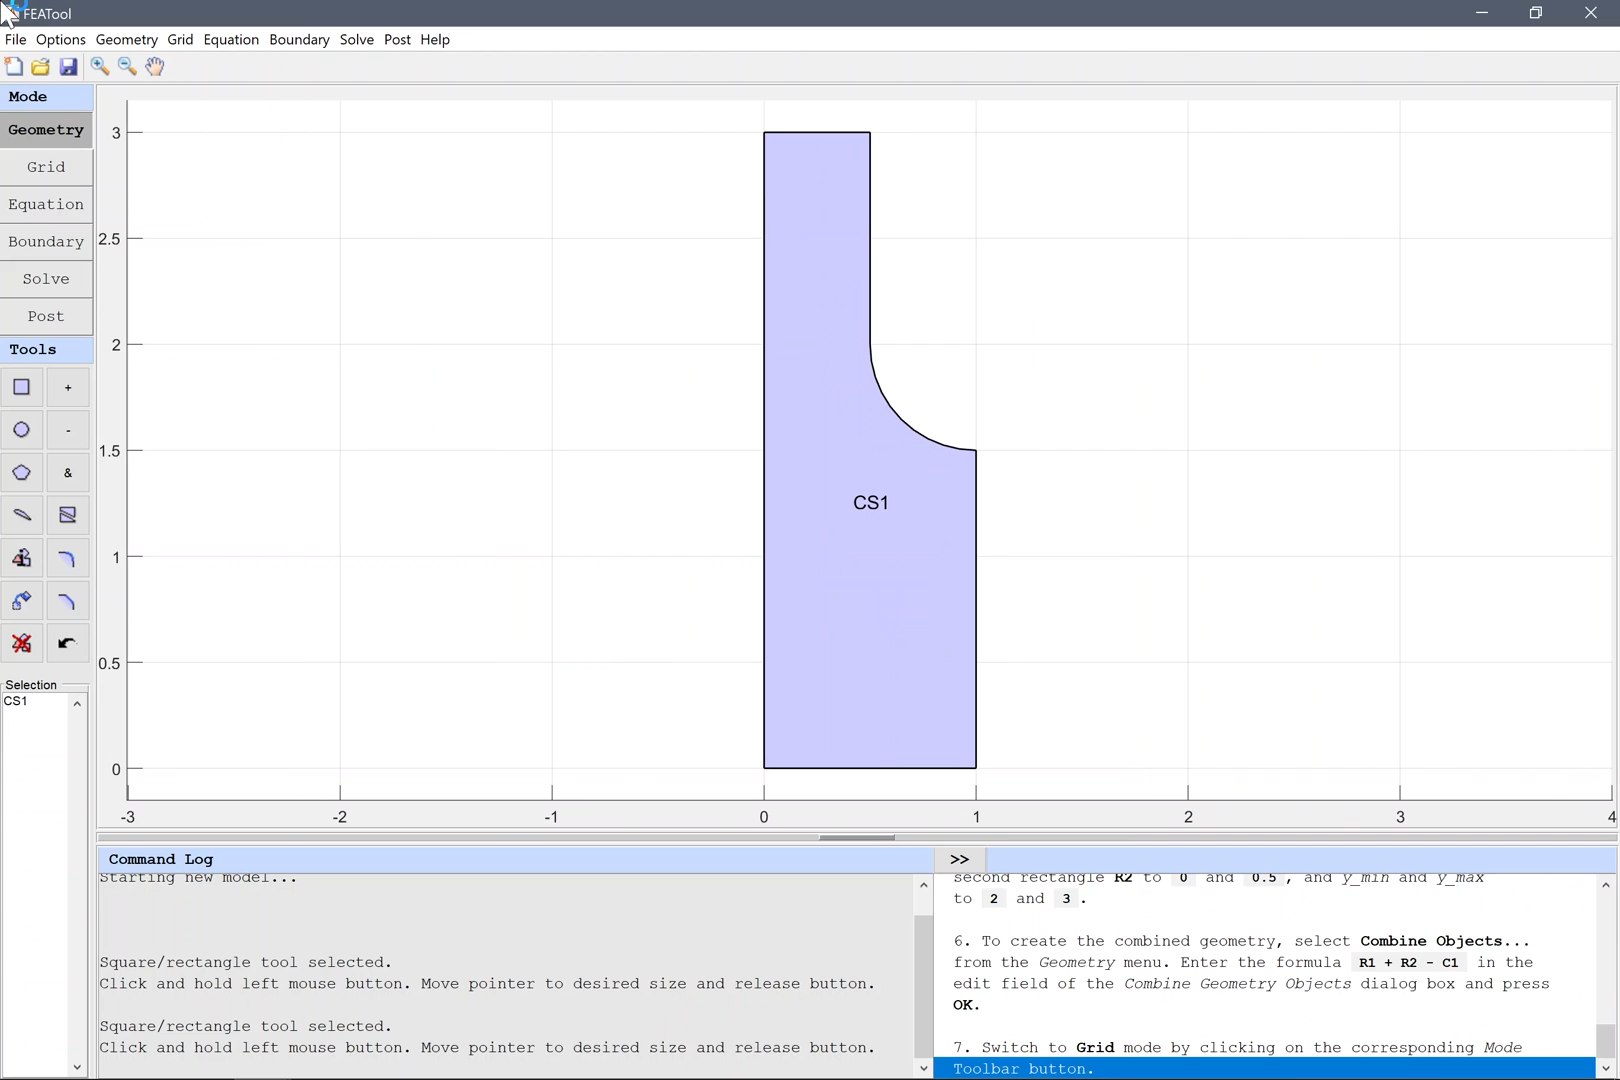 FEATool
File Options Geometry Grid Equation Boundary Solve Post Help
Mode
Geometry
Grid
Equation
Boundary
Solve
Post
Tools
+
-
&
Selection
CS1
3
2.5
2
1.5
1
0.5
0
-3 -2 -1 0 1 2 3 4
CS1
Command Log
Starting new model...
Square/rectangle tool selected.
Click and hold left mouse button. Move pointer to desired size and release button.
Square/rectangle tool selected.
Click and hold left mouse button. Move pointer to desired size and release button.
>>
second rectangle R2 to 0 and 0.5 , and y_min and y_max
to 2 and 3 .
6. To create the combined geometry, select Combine Objects...
from the Geometry menu. Enter the formula R1 + R2 - C1 in the
edit field of the Combine Geometry Objects dialog box and press
OK.
7. Switch to Grid mode by clicking on the corresponding Mode
Toolbar button.